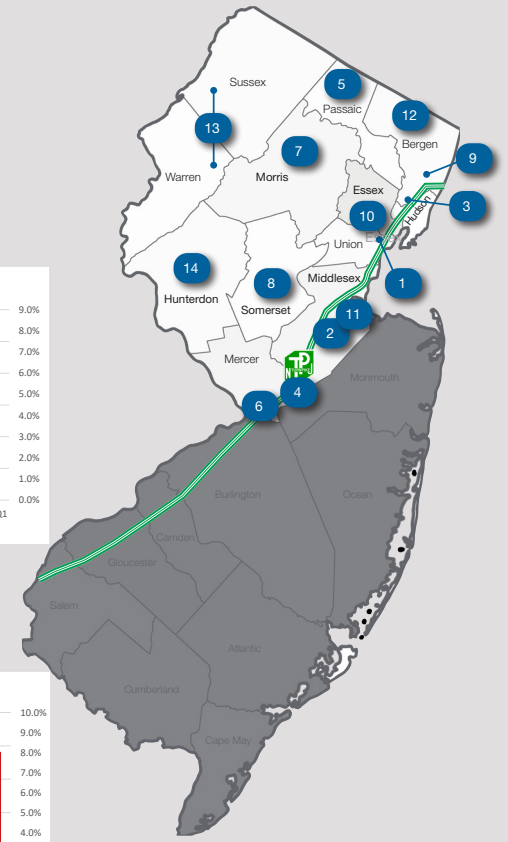 Sussex
5
Passaic
12
Bergen
13
7
9
Warren
Morris
Essex
3
Hudson
10
Union
14
Hunterdon
8
Somerset
Middlesex
1
11
2
Mercer
TP
N
J
4
6
Monmouth
Burlington
Ocean
Camden
Gloucester
Salem
Atlantic
Cumberland
Cape May
9.0%
8.0%
7.0%
6.0%
5.0%
4.0%
3.0%
2.0%
1.0%
0.0%
10.0%
9.0%
8.0%
7.0%
6.0%
5.0%
4.0%